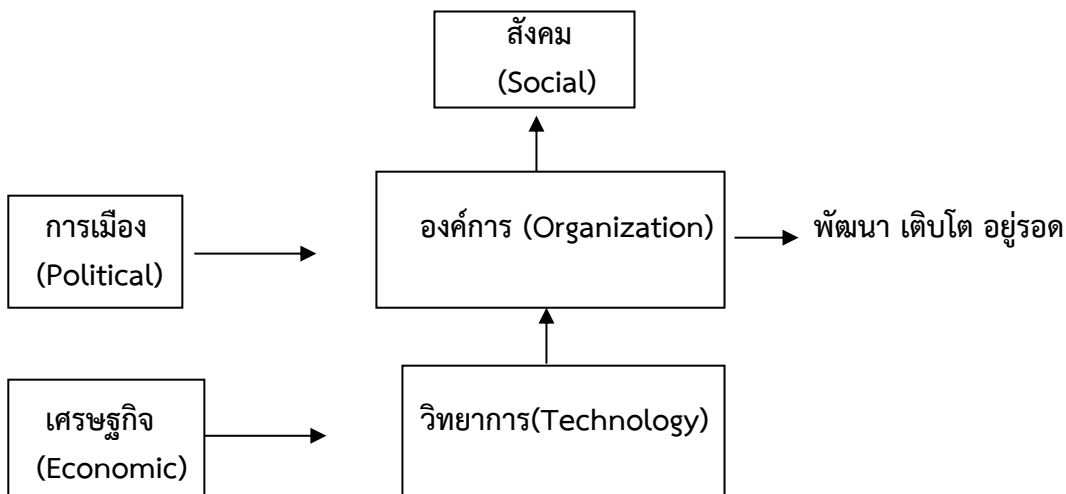 สังคม
(Social)
การเมือง
(Political)
องค์การ (Organization)
พัฒนา เติบโต อยู่รอด
เศรษฐกิจ
(Economic)
วิทยาการ(Technology)